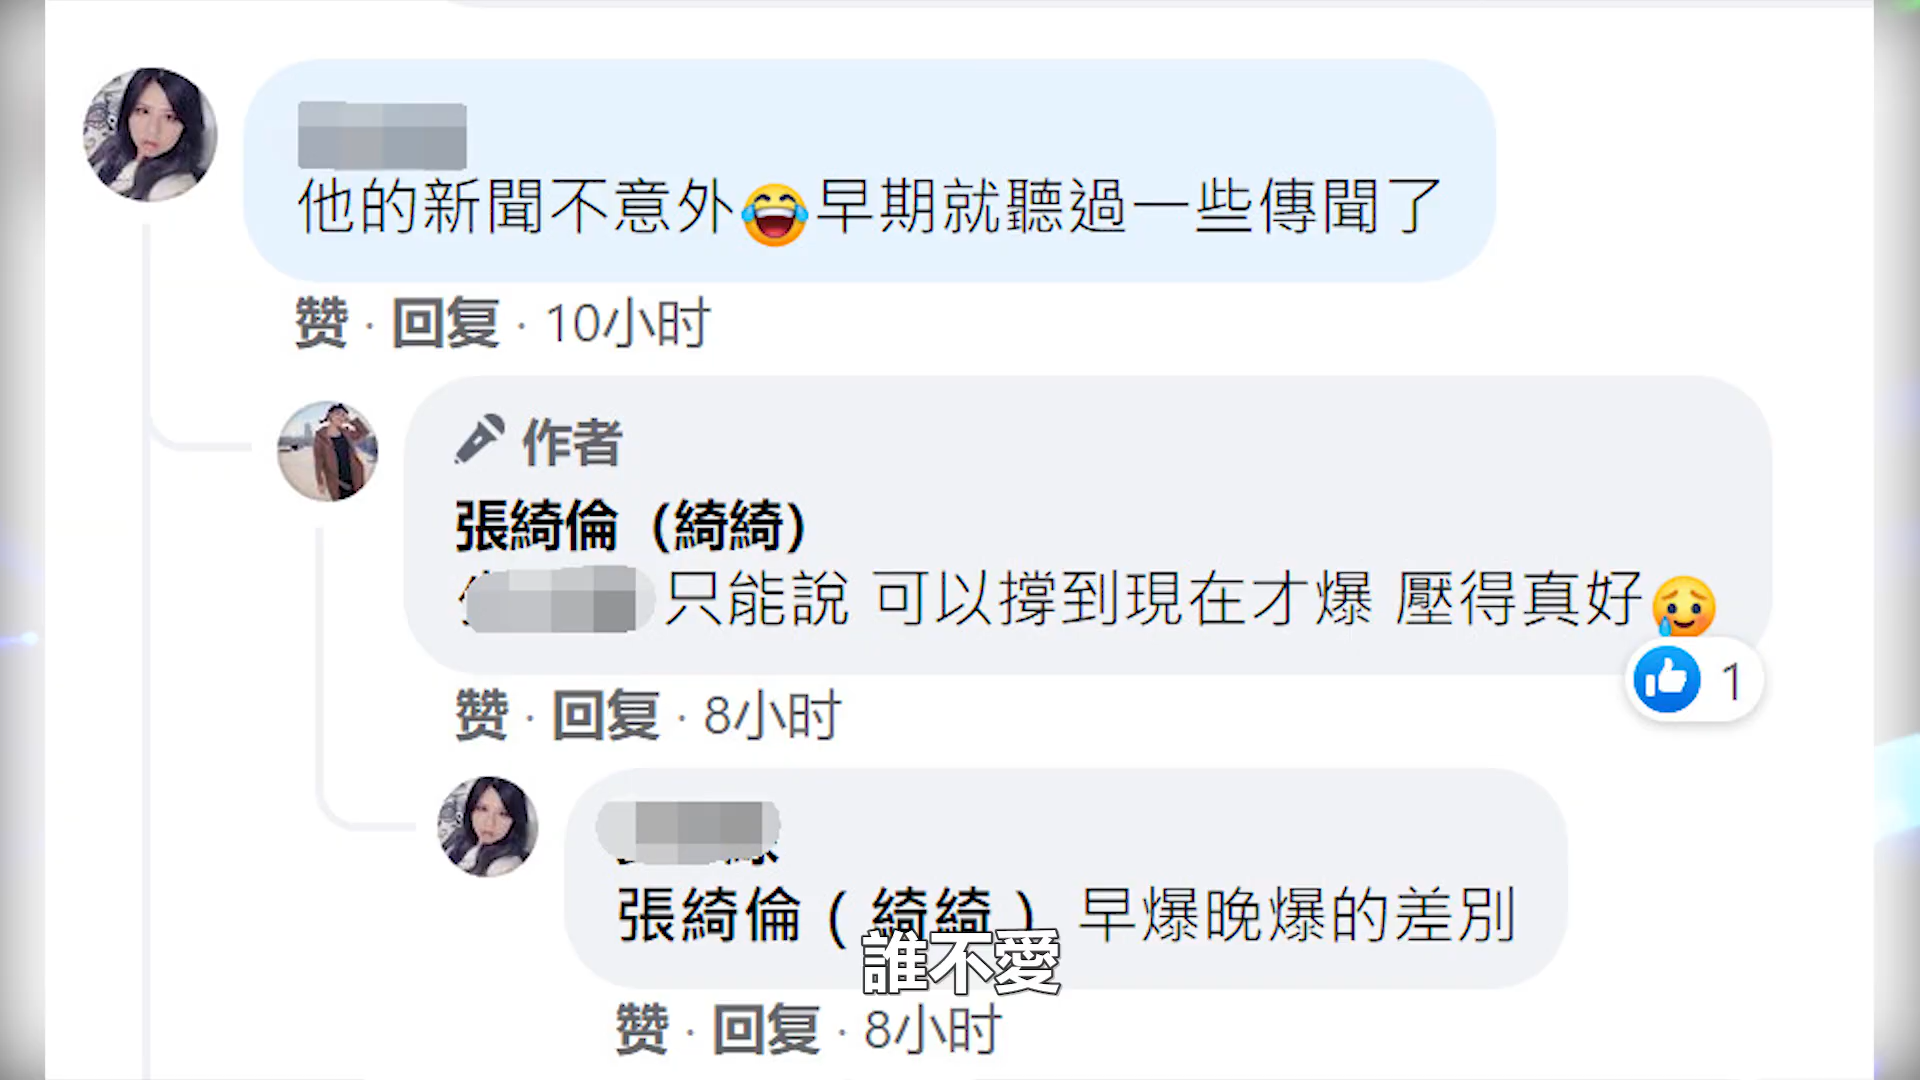 他的新聞不意外😂早期就聽過一些傳聞了
赞 · 回复 · 10小时
作者
張綺倫（綺綺）
只能說 可以撐到現在才爆 壓得真好🥲
1
赞 · 回复 · 8小时
張綺倫（綺綺） 早爆晚爆的差別
誰不愛
赞 · 回复 · 8小时